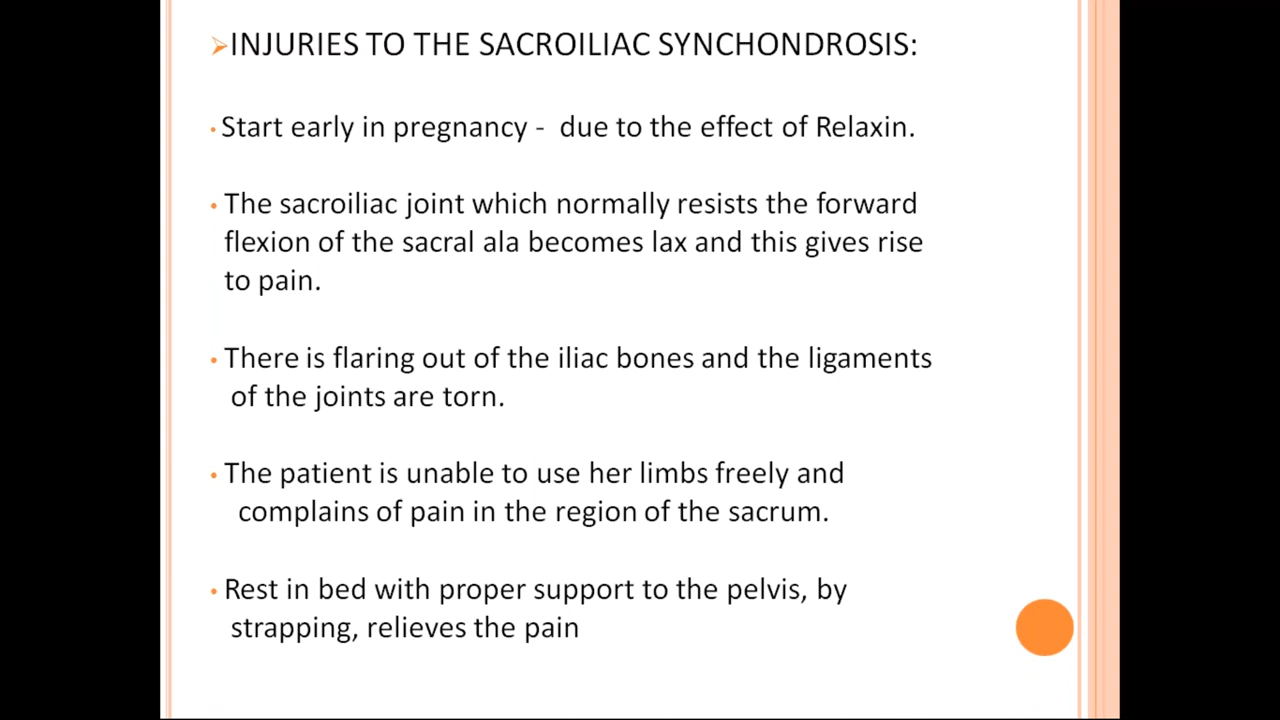 ➢INJURIES TO THE SACROILIAC SYNCHONDROSIS:
• Start early in pregnancy - due to the effect of Relaxin.
• The sacroiliac joint which normally resists the forward
flexion of the sacral ala becomes lax and this gives rise
to pain.
• There is flaring out of the iliac bones and the ligaments
of the joints are torn.
• The patient is unable to use her limbs freely and
complains of pain in the region of the sacrum.
• Rest in bed with proper support to the pelvis, by
strapping, relieves the pain